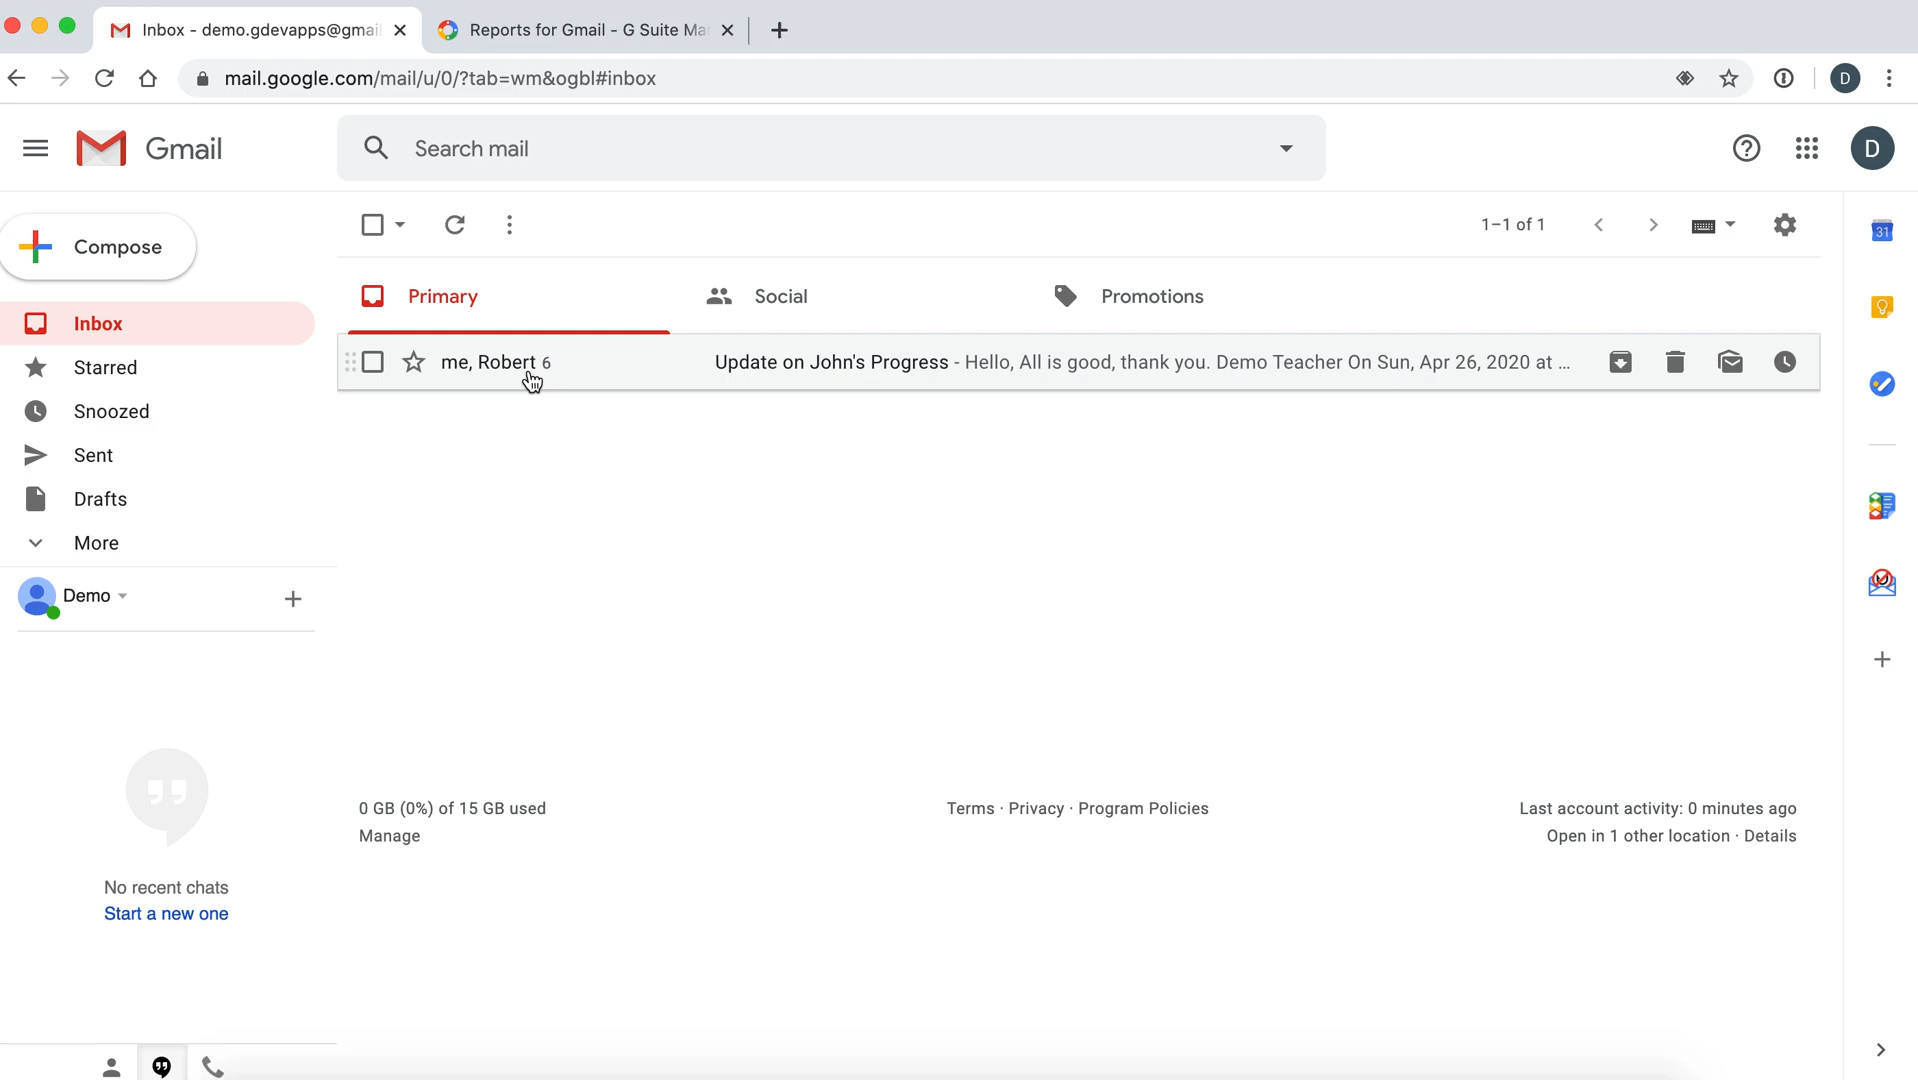 Inbox - demo.gdevapps@gmai
Reports for Gmail - G Suite Ma
mail.google.com/mail/u/0/?tab=wm&ogbl#inbox
D
Gmail
Search mail
D
Compose
1–1 of 1
31
Primary
Social
Promotions
Inbox
me, Robert 6
Update on John's Progress - Hello, All is good, thank you. Demo Teacher On Sun, Apr 26, 2020 at ...
Starred
Snoozed
Sent
Drafts
More
Demo
0 GB (0%) of 15 GB used
Manage
Terms · Privacy · Program Policies
Last account activity: 0 minutes ago
Open in 1 other location · Details
No recent chats
Start a new one